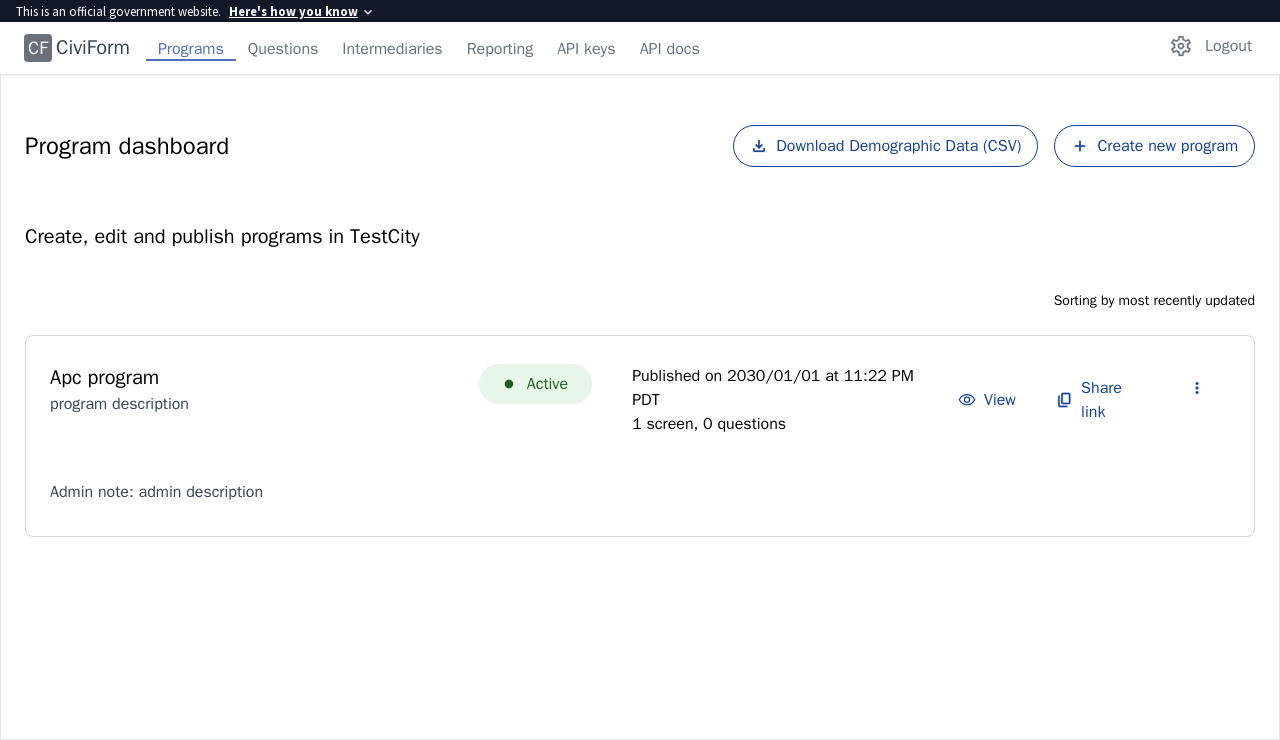 This is an official government website. Here's how you know
CF CiviForm Programs Questions Intermediaries Reporting API keys API docs Logout
Program dashboard Download Demographic Data (CSV) Create new program
Create, edit and publish programs in TestCity
Sorting by most recently updated
Apc program
program description
Active
Published on 2030/01/01 at 11:22 PM
PDT
1 screen, 0 questions
View
Share
link
Admin note: admin description